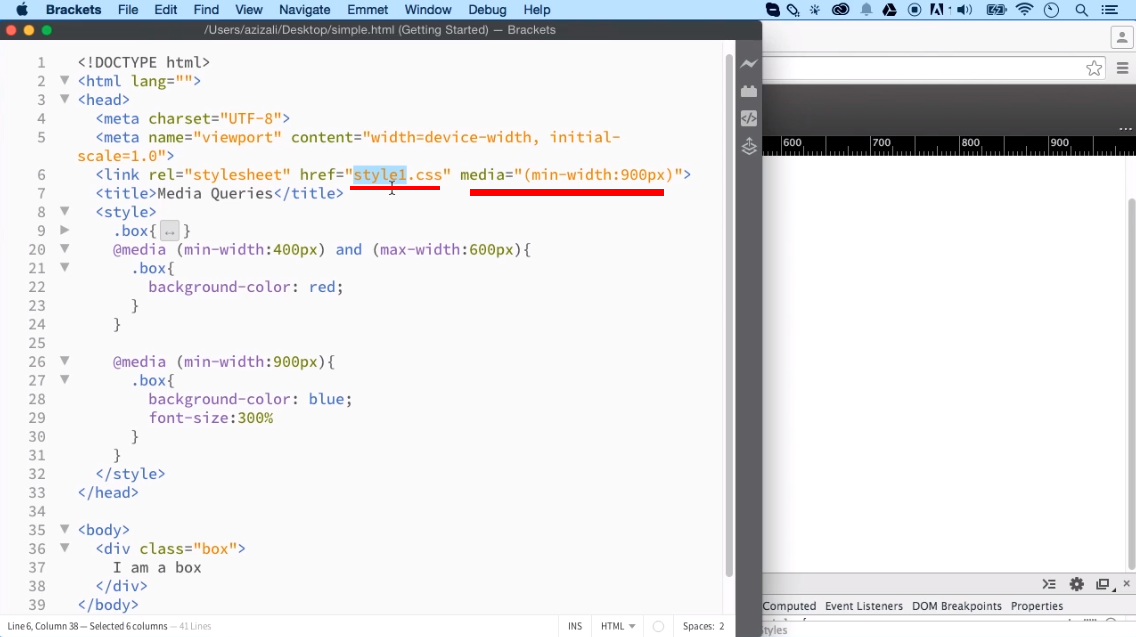 Brackets File Edit Find View Navigate Emmet Window Debug Help
/Users/azizali/Desktop/simple.html (Getting Started) — Brackets
1 <!DOCTYPE html>
2 <html lang="">
3 <head>
4 <meta charset="UTF-8">
5 <meta name="viewport" content="width=device-width, initial-
scale=1.0">
6 <link rel="stylesheet" href="style1.css" media="(min-width:900px)">
7 <title>Media Queries</title>
8 <style>
9 .box{ }
20 @media (min-width:400px) and (max-width:600px){
21 .box{
22 background-color: red;
23 }
24 }
25
26 @media (min-width:900px){
27 .box{
28 background-color: blue;
29 font-size:300%
30 }
31 }
32 </style>
33 </head>
34
35 <body>
36 <div class="box">
37 I am a box
38 </div>
39 </body>
Line 6, Column 38 — Selected 6 columns — 41 Lines
INS HTML Spaces: 2
600 700 800 900
Computed Event Listeners DOM Breakpoints Properties